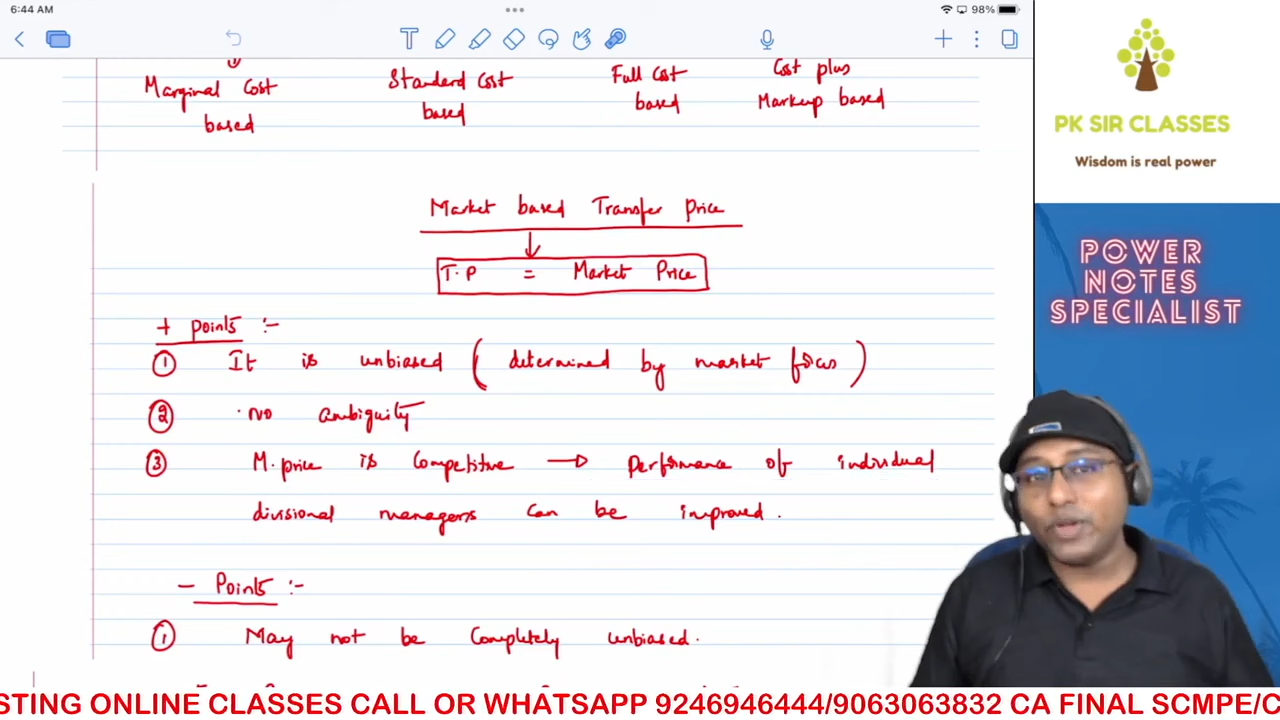 6:44 AM
98%
Marginal Cost
based
Standard Cost
based
Full Cost
based
Cost plus
Markup based
Market based Transfer Price
T.P = Market Price
+ points :-
① It is unbiased (determined by market focus)
② no ambiguity
③ M.price is Competitive → performance of individual
divisional managers can be improved.
- Points :-
① May not be Completely unbiased.
PK SIR CLASSES
Wisdom is real power
POWER
NOTES
SPECIALIST
STING ONLINE CLASSES CALL OR WHATSAPP 9246946444/9063063832 CA FINAL SCMPE/C